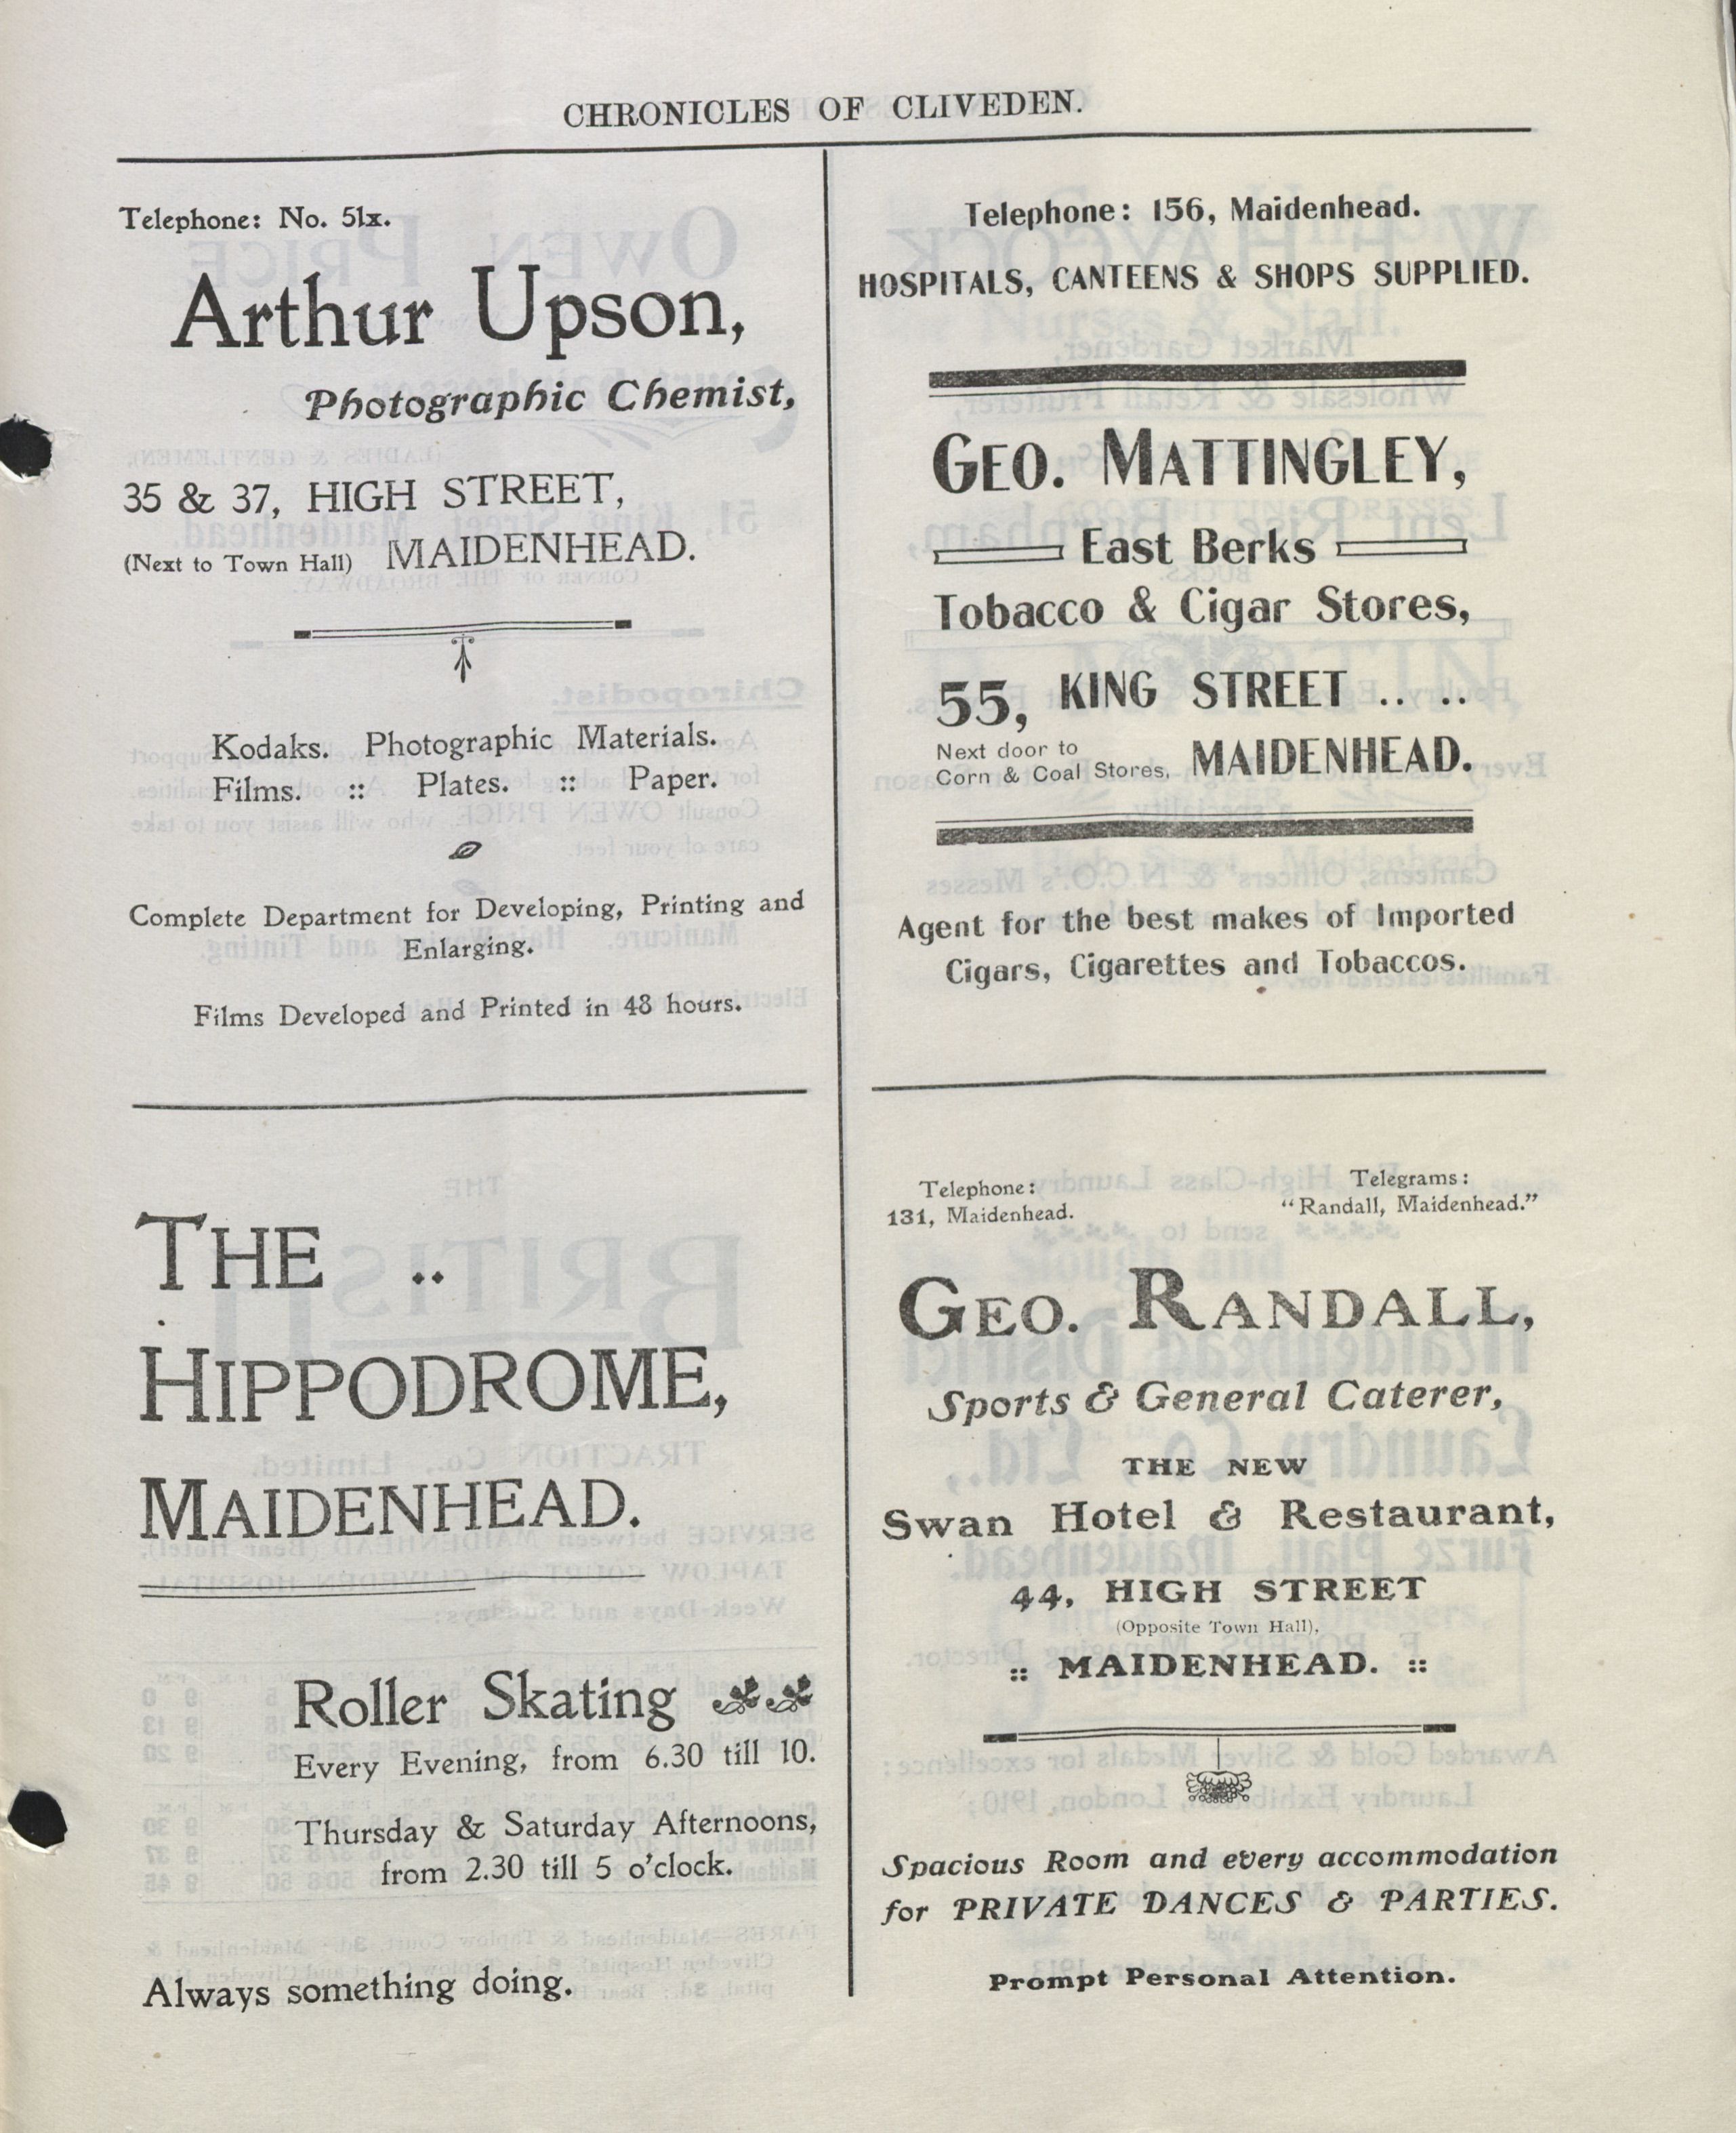 CHRONICLES OF CLIVEDEN.
Telephone: No. 51x.
Arthur Upson,
Photographic Chemist,
35 & 37, HIGH STREET,
(Next to Town Hall) MAIDENHEAD.
Kodaks. Photographic Materials.
Films. :: Plates. :: Paper.
Complete Department for Developing, Printing and
Enlarging.
Films Developed and Printed in 48 hours.
Telephone: 156, Maidenhead.
HOSPITALS, CANTEENS & SHOPS SUPPLIED.
GEO. MATTINGLEY,
East Berks
Tobacco & Cigar Stores,
55, KING STREET .. ..
Next door to
Corn & Coal Stores, MAIDENHEAD.
Agent for the best makes of Imported
Cigars, Cigarettes and Tobaccos.
THE ..
HIPPODROME,
MAIDENHEAD.
Roller Skating
Every Evening, from 6.30 till 10.
Thursday & Saturday Afternoons,
from 2.30 till 5 o'clock.
Always something doing.
Telephone: Telegrams:
131, Maidenhead. "Randall, Maidenhead."
GEO. RANDALL,
Sports & General Caterer,
THE NEW
Swan Hotel & Restaurant,
44, HIGH STREET
(Opposite Town Hall),
:: MAIDENHEAD. ::
Spacious Room and every accommodation
for PRIVATE DANCES & PARTIES.
Prompt Personal Attention.